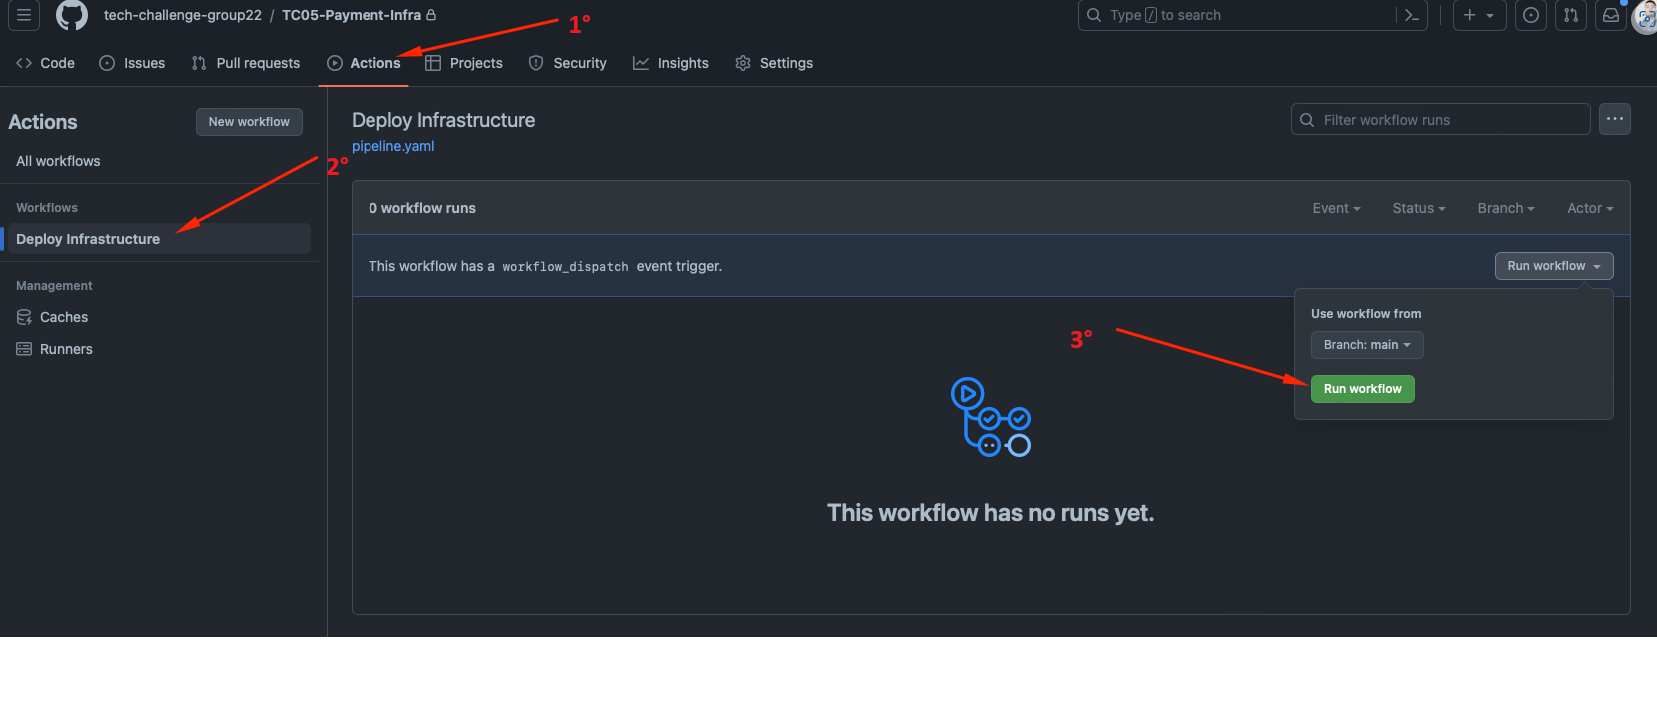 tech-challenge-group22 / TC05-Payment-Infra
Type / to search
1°
Code Issues Pull requests Actions Projects Security Insights Settings
Actions
New workflow
All workflows
2°
Workflows
Deploy Infrastructure
Management
Caches
Runners
Deploy Infrastructure
pipeline.yaml
Filter workflow runs
0 workflow runs
Event Status Branch Actor
This workflow has a workflow_dispatch event trigger.
Run workflow
Use workflow from
Branch: main
3°
Run workflow
This workflow has no runs yet.